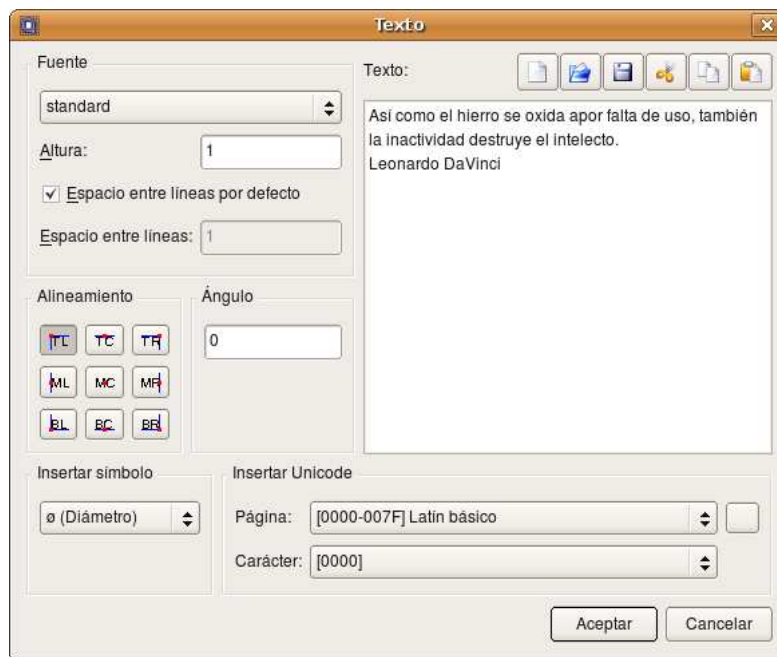 Texto
Fuente
standard
Altura: 1
Espacio entre líneas por defecto
Espacio entre líneas: 1
Texto:
Así como el hierro se oxida apor falta de uso, también
la inactividad destruye el intelecto.
Leonardo DaVinci
Alineamiento
TL TC TR
ML MC MR
BL BC BR
Ángulo
0
Insertar símbolo
ø (Diámetro)
Insertar Unicode
Página: [0000-007F] Latín básico
Carácter: [0000]
Aceptar Cancelar